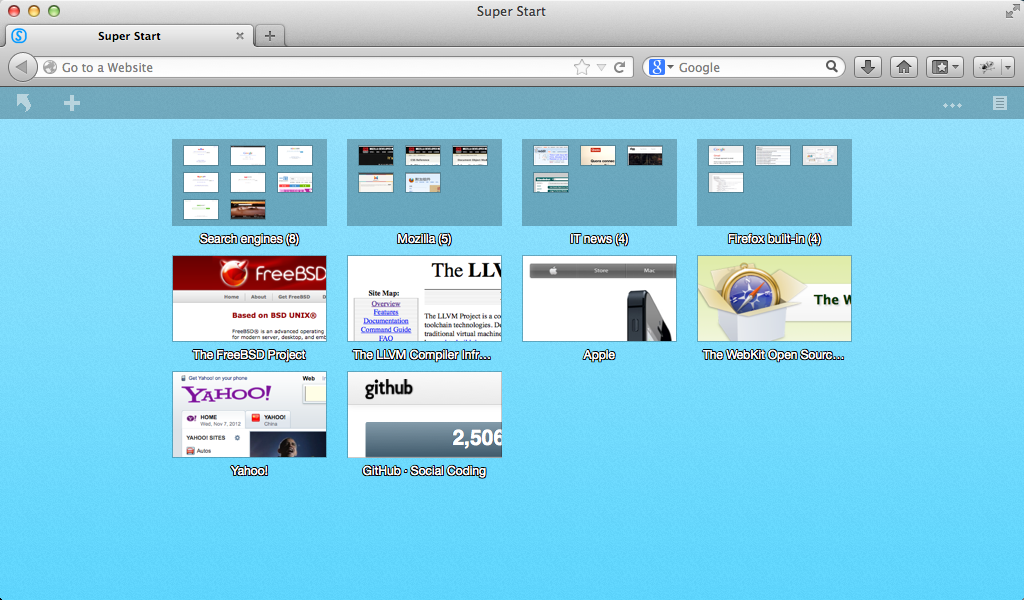 Super Start
Super Start
Go to a Website
Google
Search engines (8)
Mozilla (5)
IT news (4)
Firefox built-in (4)
FreeBSD
Home About Get FreeBSD D
Based on BSD UNIX®
FreeBSD® is an advanced operating
for modern server, desktop, and emb
The FreeBSD Project
The LLV
Site Map:
Overview
Features
Documentation
Command Guide
FAQ
The LLVM Project is a co
toolchain technologies. De
traditional virtual machine
The LLVM Compiler Infr...
Store Mac
Apple
The W
The WebKit Open Sourc...
Get Yahoo! on your phone
Web
YAHOO!
HOME
Wed, Nov 7, 2012
YAHOO!
China
YAHOO! SITES
Autos
Yahoo!
github
2,506
GitHub · Social Coding